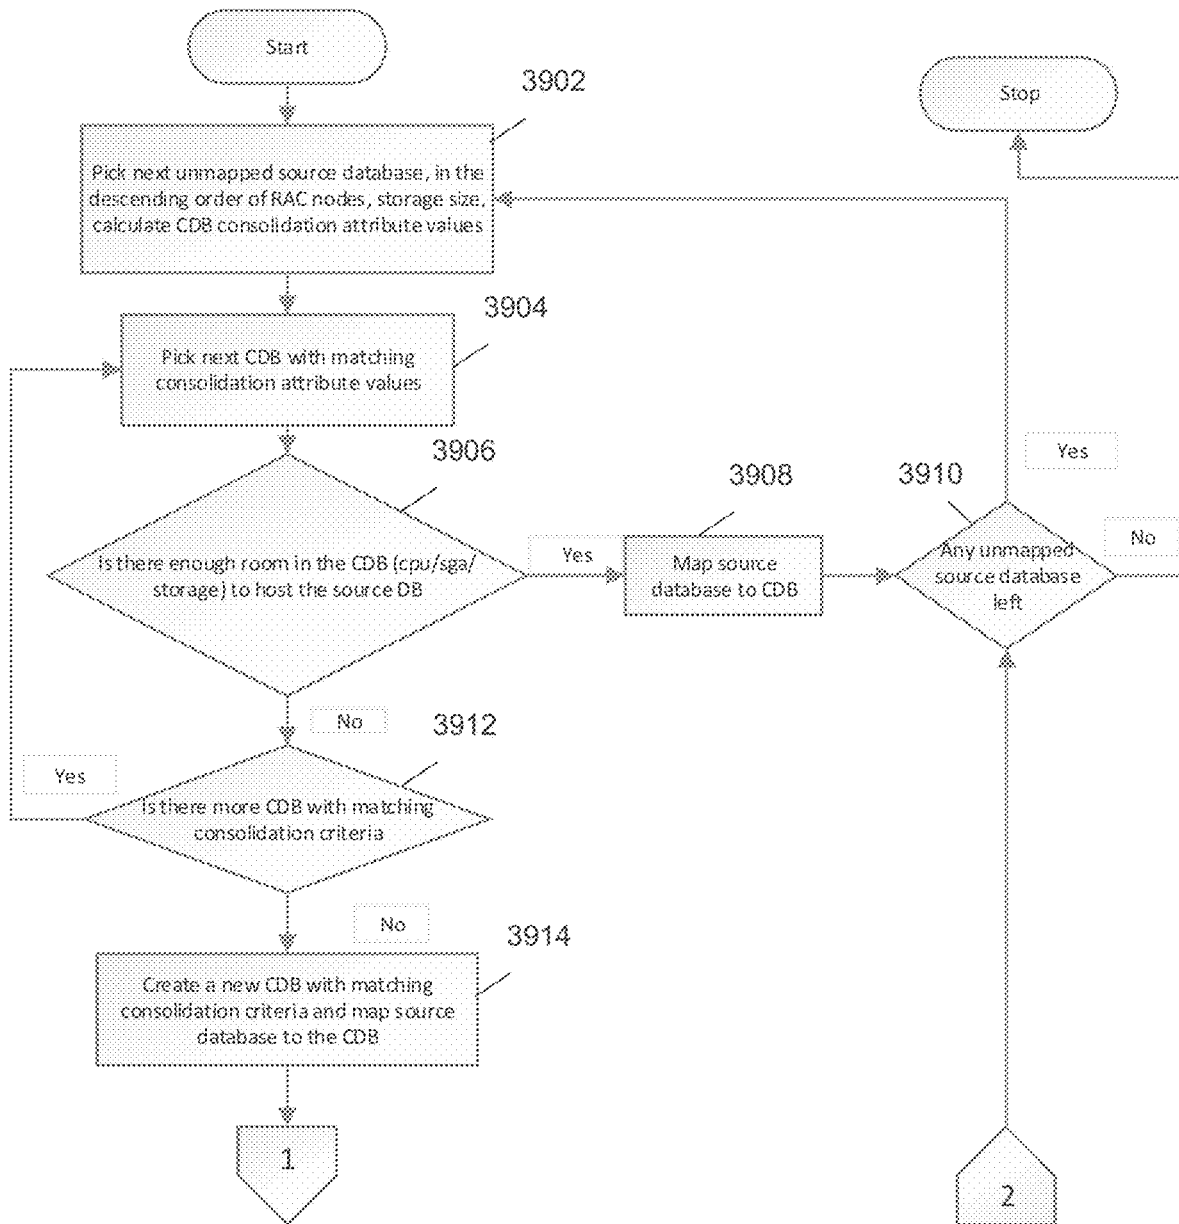 Start
3902
Stop
Pick next unmapped source database, in the
descending order of RAC nodes, storage size,
calculate CDB consolidation attribute values
3904
Pick next CDB with matching
consolidation attribute values
3906
Is there enough room in the CDB (cpu/sga/
storage) to host the source DB
Yes
3908
Map source
database to CDB
3910
Any unmapped
source database
left
Yes
No
No
3912
Is there more CDB with matching
consolidation criteria
Yes
No
3914
Create a new CDB with matching
consolidation criteria and map source
database to the CDB
1
2